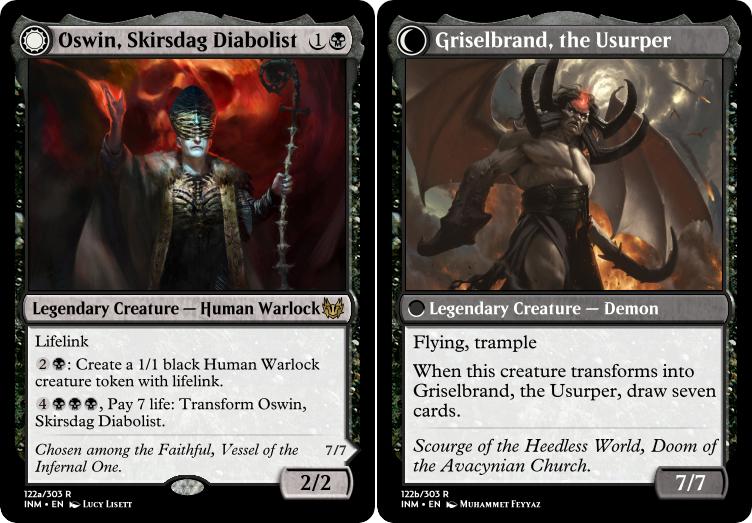 Oswin, Skirsdag Diabolist 1
Legendary Creature — Human Warlock
Lifelink
2: Create a 1/1 black Human Warlock
creature token with lifelink.
4, Pay 7 life: Transform Oswin,
Skirsdag Diabolist.
Chosen among the Faithful, Vessel of the
Infernal One.
7/7
2/2
122a/303 R
INM • EN LUCY LISETT
Griselbrand, the Usurper
Legendary Creature — Demon
Flying, trample
When this creature transforms into
Griselbrand, the Usurper, draw seven
cards.
Scourge of the Heedless World, Doom of
the Avacynian Church.
7/7
122b/303 R
INM • EN MUHAMMET FEYYAZ